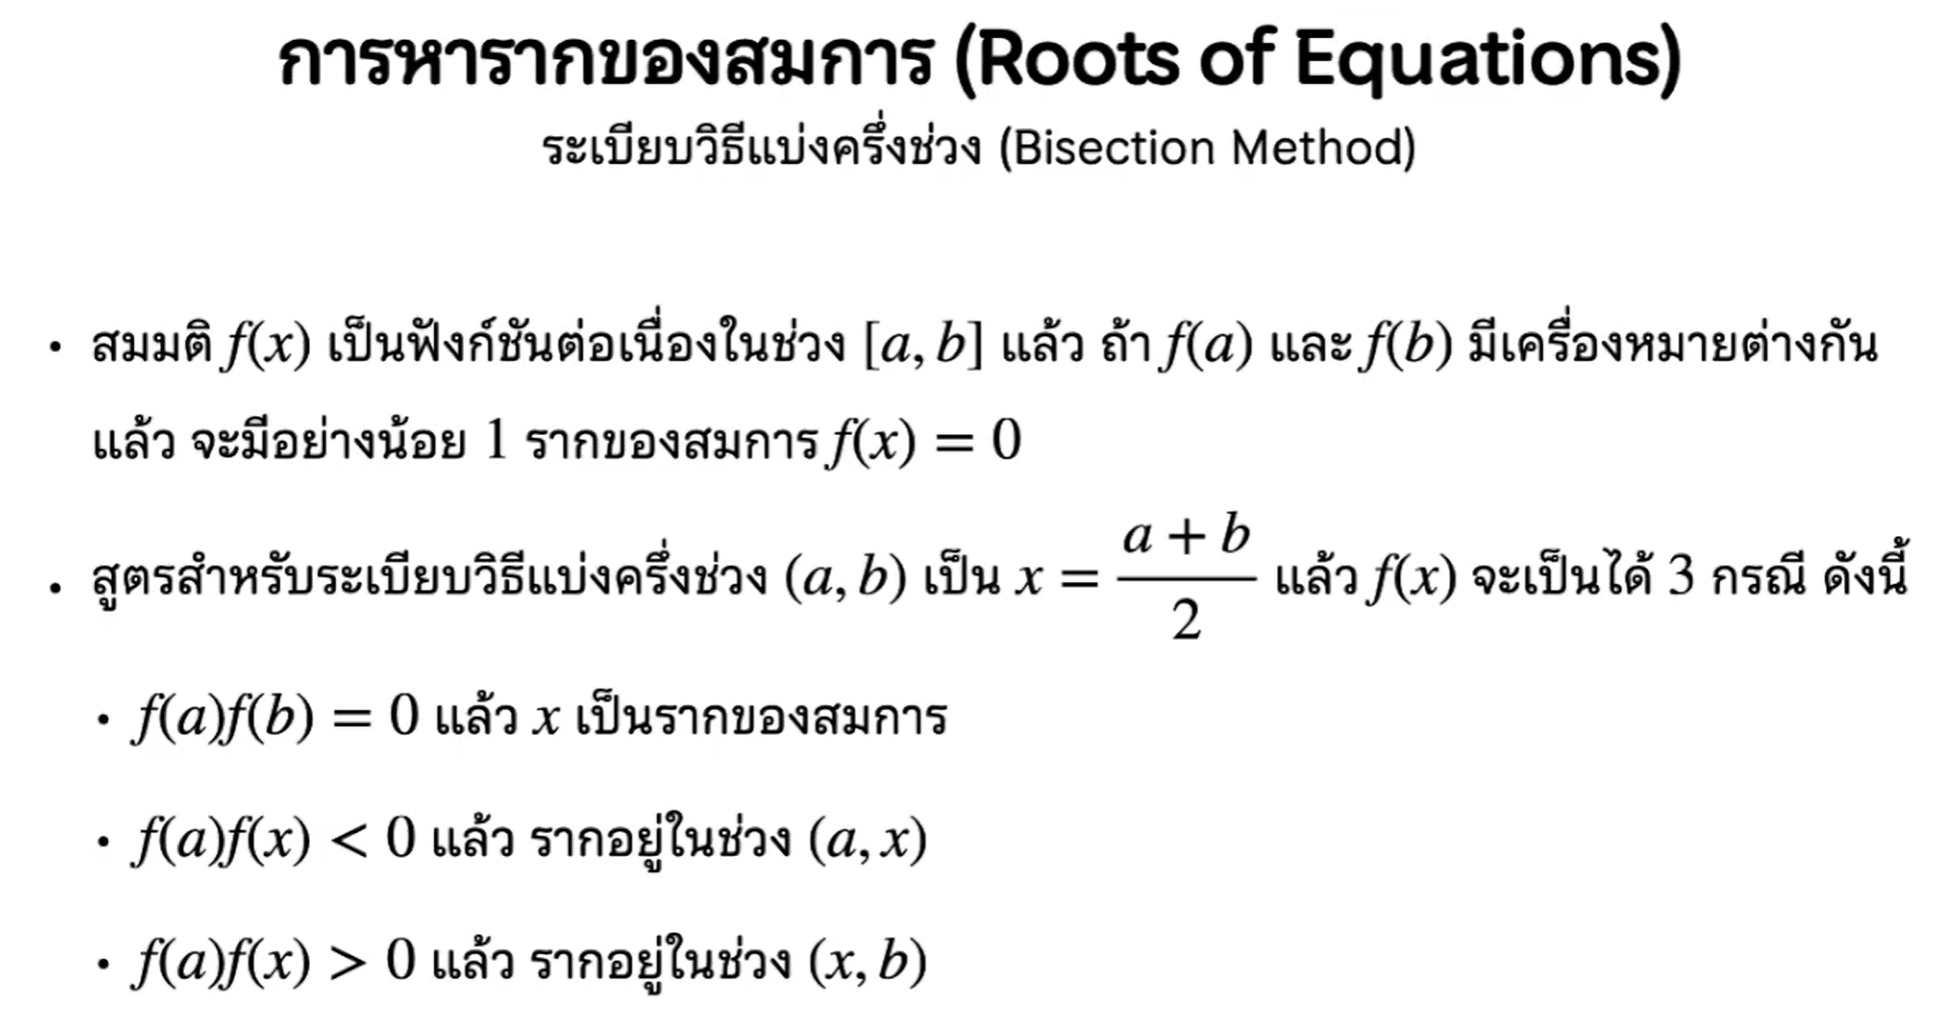 การหารากของสมการ (Roots of Equations)
ระเบียบวิธีแบ่งครึ่งช่วง (Bisection Method)
• สมมติ f(x) เป็นฟังก์ชันต่อเนื่องในช่วง [a, b] แล้ว ถ้า f(a) และ f(b) มีเครื่องหมายต่างกัน
แล้ว จะมีอย่างน้อย 1 รากของสมการ f(x) = 0
• สูตรสำหรับระเบียบวิธีแบ่งครึ่งช่วง (a, b) เป็น x = \frac{a + b}{2} แล้ว f(x) จะเป็นได้ 3 กรณี ดังนี้
• f(a)f(b) = 0 แล้ว x เป็นรากของสมการ
• f(a)f(x) < 0 แล้ว รากอยู่ในช่วง (a, x)
• f(a)f(x) > 0 แล้ว รากอยู่ในช่วง (x, b)